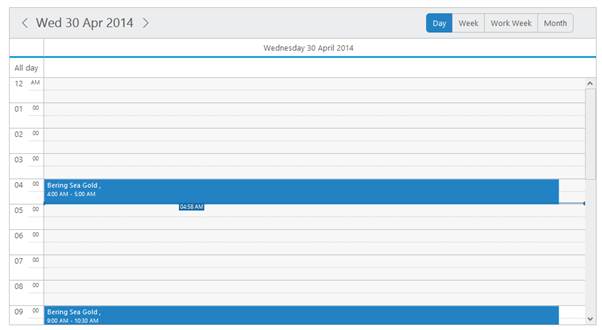 Wed 30 Apr 2014
Day Week Work Week Month
Wednesday 30 April 2014
All day
12 AM
01 00
02 00
03 00
04 00
Bering Sea Gold ,
4:00 AM - 5:00 AM
04:58 AM
05 00
06 00
07 00
08 00
09 00
Bering Sea Gold ,
9:00 AM - 10:30 AM